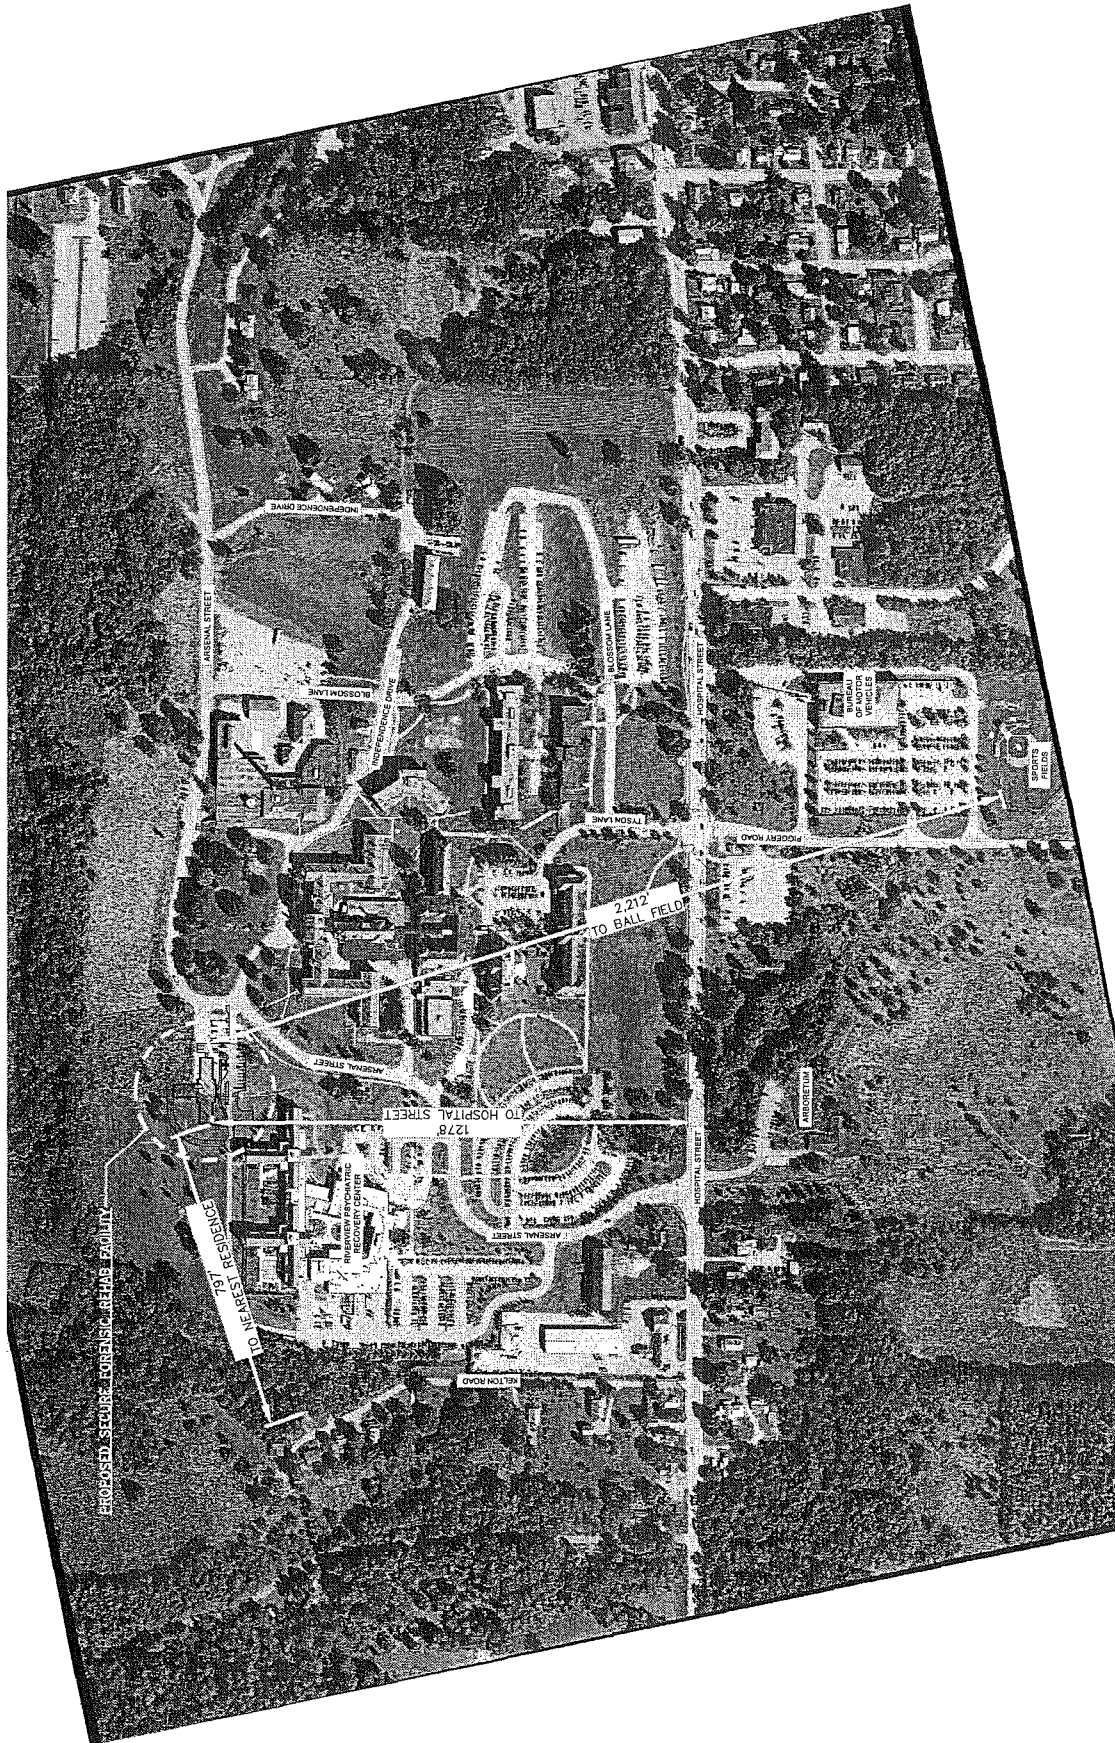 PROPOSED SECURE FORENSIC REHAB FACILITY
797'
TO NEAREST RESIDENCE
1278'
TO HOSPITAL STREET
2,212'
TO BALL FIELD
ARSENAL STREET
INDEPENDENCE DRIVE
BLOSSOM LANE
INDEPENDENCE DRIVE
BLOSSOM LANE
TYSON LANE
HOSPITAL STREET
PIGGERY ROAD
BUREAU
OF MOTOR
VEHICLES
SPORTS
FIELDS
ARSENAL STREET
RIVERVIEW PSYCHIATRIC
RECOVERY CENTER
ARSENAL STREET
KELTON ROAD
HOSPITAL STREET
ARBORETUM